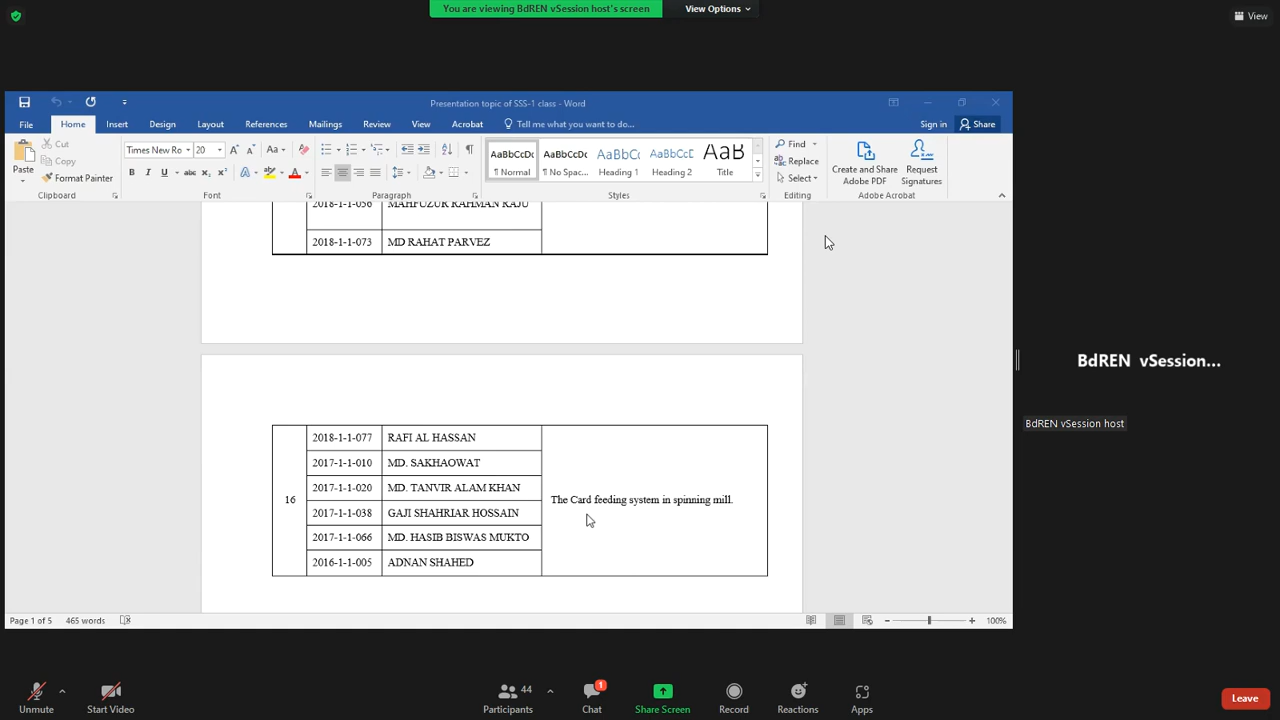 You are viewing BdREN vSession host's screen
View Options
View
Presentation topic of SSS-1 class - Word
File Home Insert Design Layout References Mailings Review View Acrobat Tell me what you want to do... Sign in Share
Paste
Cut
Copy
Format Painter
Clipboard
Times New Ro 20
Font
Paragraph
AaBbCcDc AaBbCcDc AaBbCc AaBbCcE AaB
¶ Normal ¶ No Spac... Heading 1 Heading 2 Title
Styles
Find
Replace
Select
Editing
Create and Share Adobe PDF
Request Signatures
Adobe Acrobat
2018-1-1-056 MAHFUZUR RAHMAN RAJU
2018-1-1-073 MD RAHAT PARVEZ
16
2018-1-1-077 RAFI AL HASSAN
2017-1-1-010 MD. SAKHAOWAT
2017-1-1-020 MD. TANVIR ALAM KHAN
The Card feeding system in spinning mill.
2017-1-1-038 GAJI SHAHRIAR HOSSAIN
2017-1-1-066 MD. HASIB BISWAS MUKTO
2016-1-1-005 ADNAN SHAHED
Page 1 of 5 465 words 100%
BdREN vSession...
BdREN vSession host
Unmute
Start Video
44
Participants
1
Chat
Share Screen
Record
Reactions
Apps
Leave